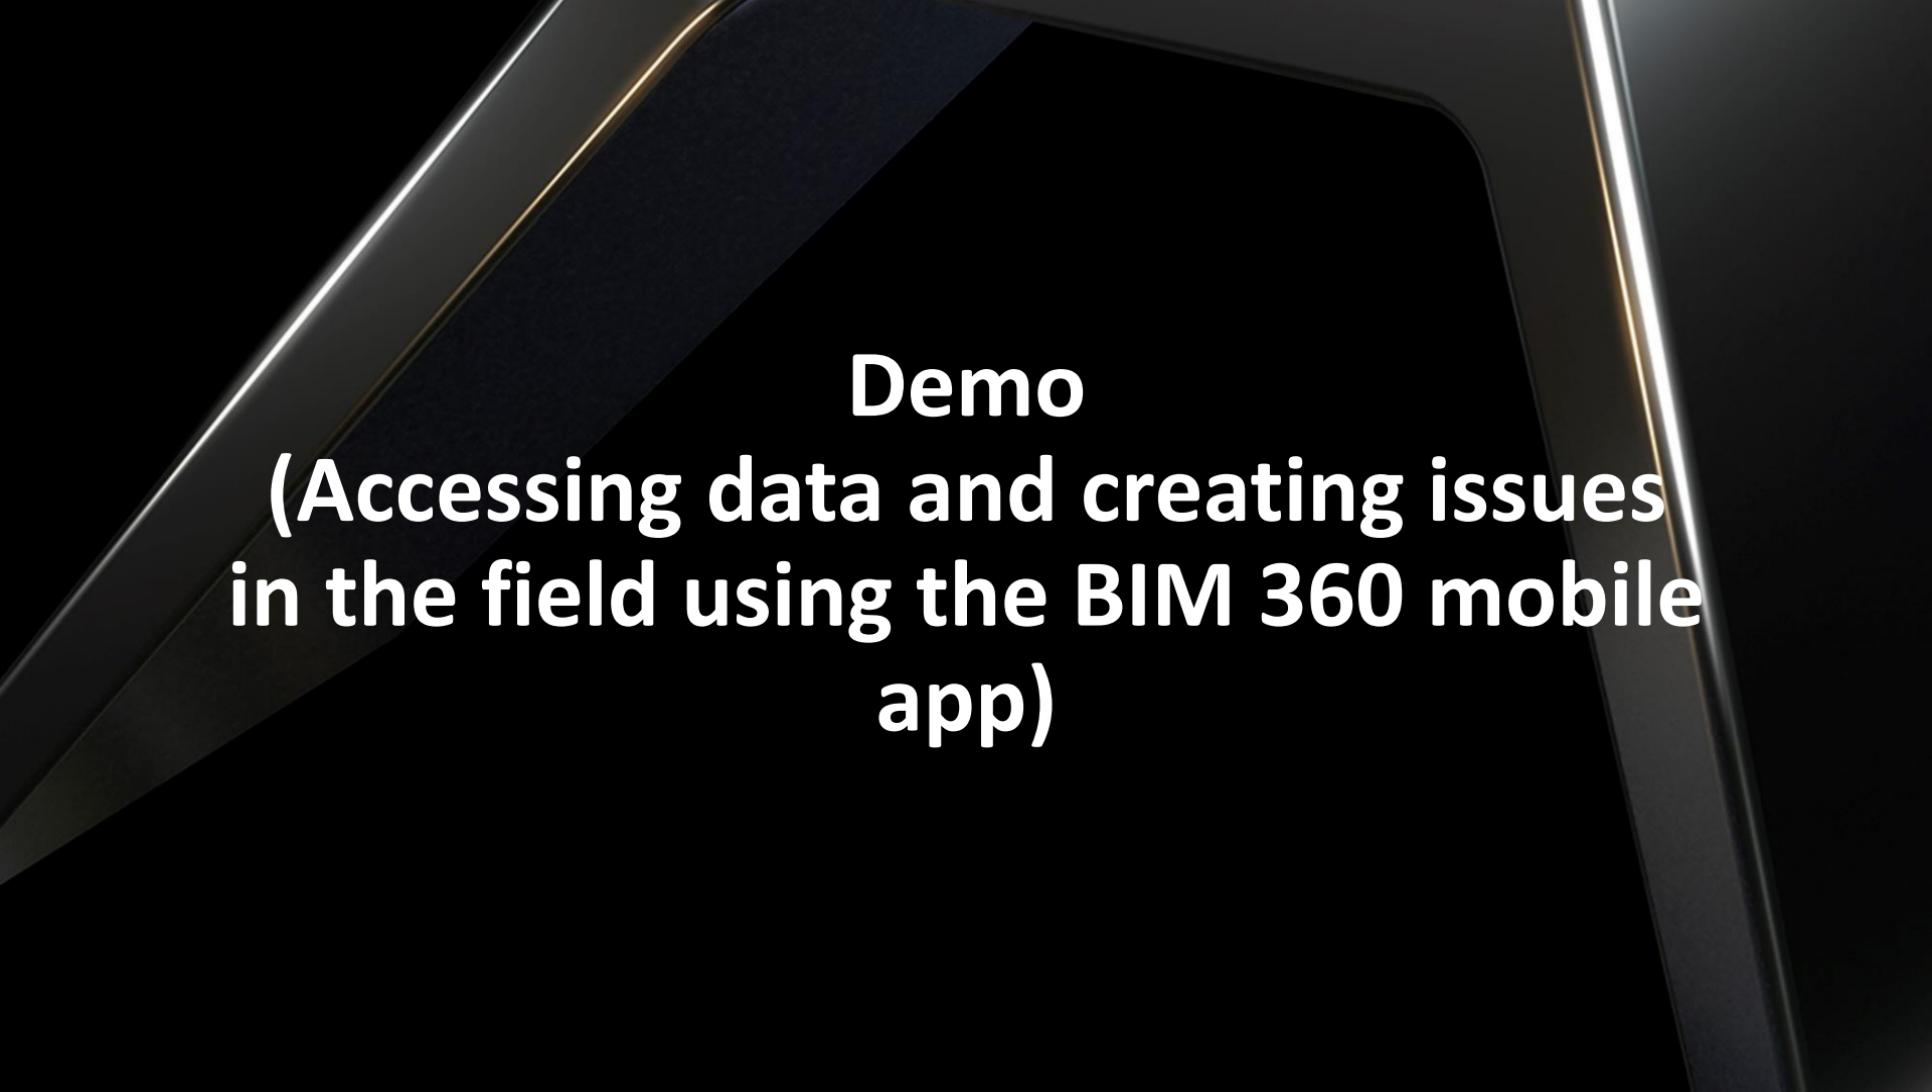 Demo
(Accessing data and creating issues
in the field using the BIM 360 mobile
app)